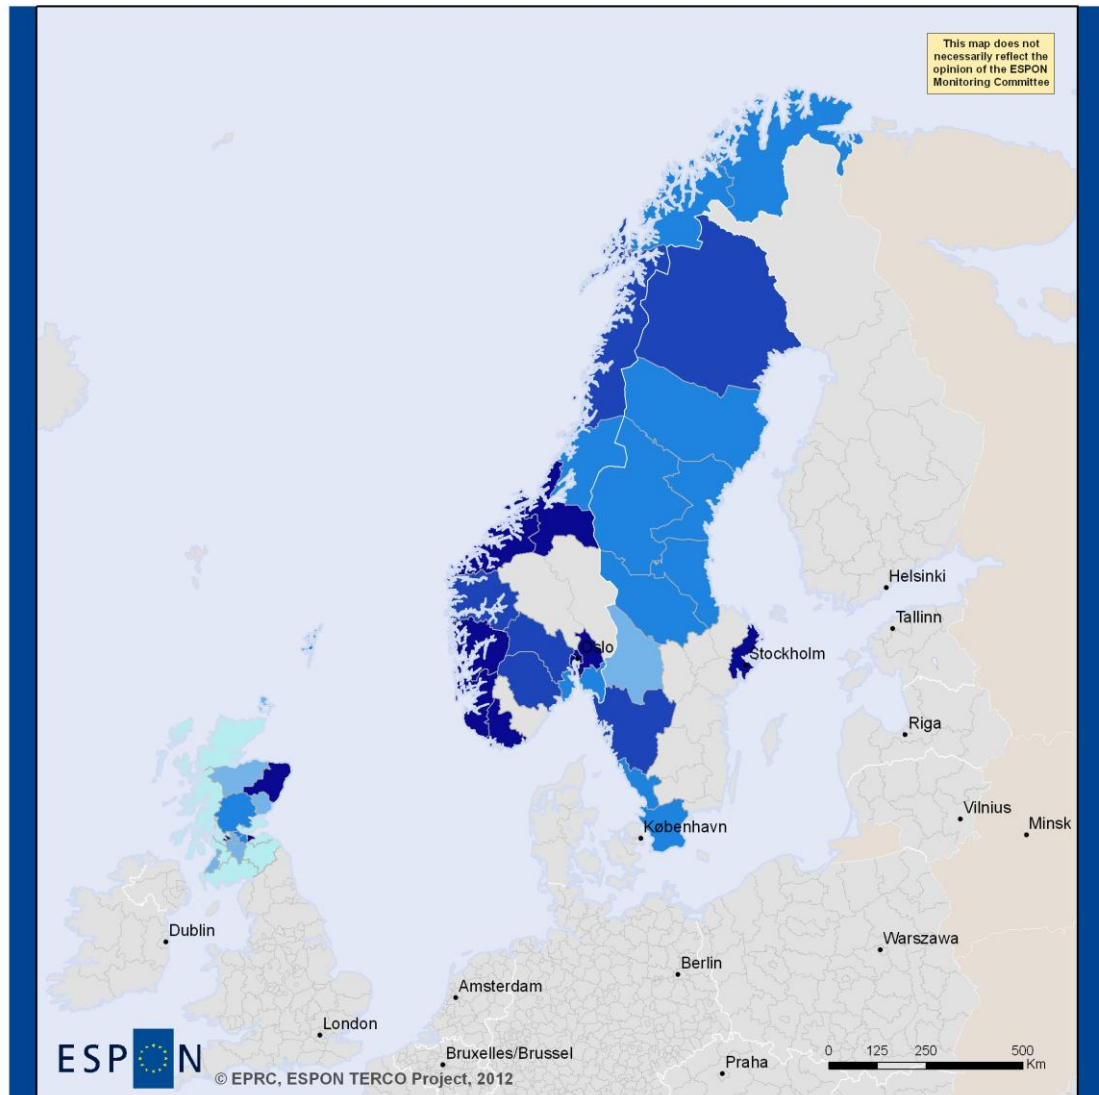 This map does not
necessarily reflect the
opinion of the ESPON
Monitoring Committee
Helsinki
Tallinn
Oslo
Stockholm
Riga
Vilnius
København
Minsk
Dublin
Warszawa
Berlin
Amsterdam
London
Bruxelles/Brussel
Praha
0 125 250 500
Km
ESPON
© EPRC, ESPON TERCO Project, 2012